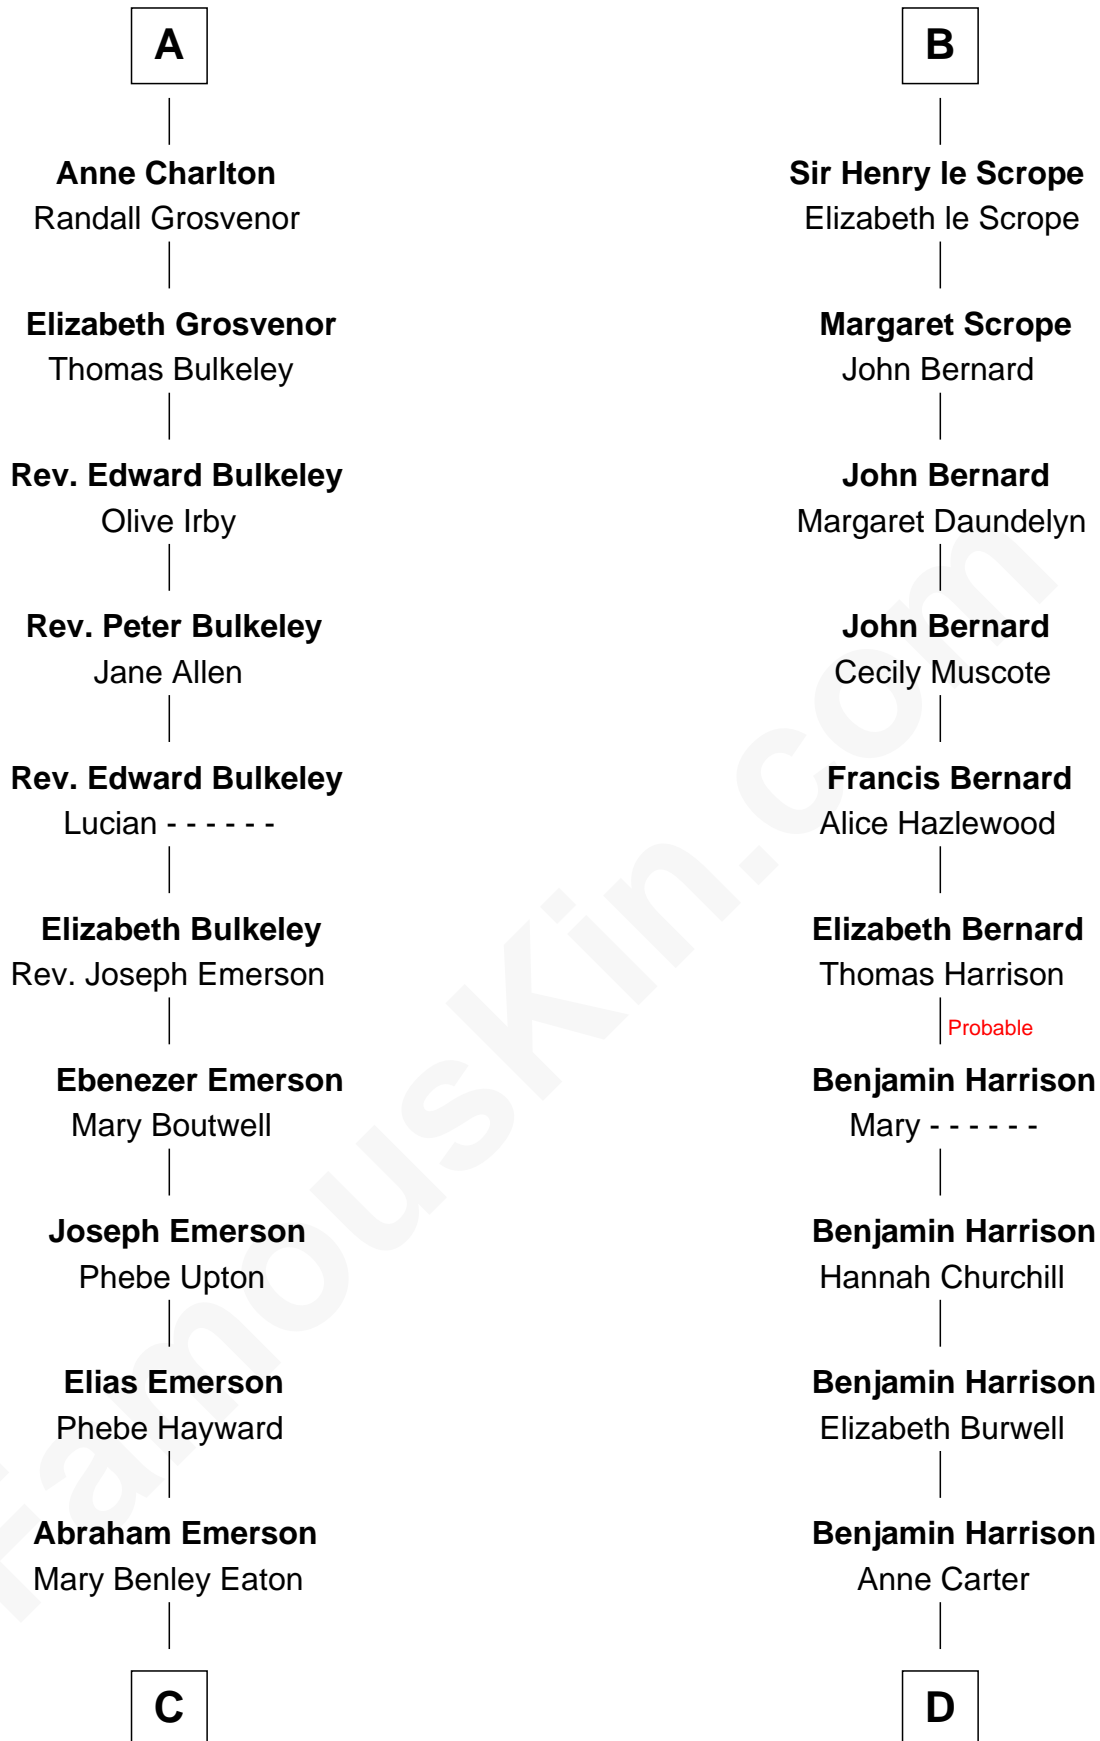 A
Anne Charlton
Randall Grosvenor
Elizabeth Grosvenor
Thomas Bulkeley
Rev. Edward Bulkeley
Olive Irby
Rev. Peter Bulkeley
Jane Allen
Rev. Edward Bulkeley
Lucian - - - - - -
Elizabeth Bulkeley
Rev. Joseph Emerson
Ebenezer Emerson
Mary Boutwell
Joseph Emerson
Phebe Upton
Elias Emerson
Phebe Hayward
Abraham Emerson
Mary Benley Eaton
C
B
Sir Henry le Scrope
Elizabeth le Scrope
Margaret Scrope
John Bernard
John Bernard
Margaret Daundelyn
John Bernard
Cecily Muscote
Francis Bernard
Alice Hazlewood
Elizabeth Bernard
Thomas Harrison
Probable
Benjamin Harrison
Mary - - - - - -
Benjamin Harrison
Hannah Churchill
Benjamin Harrison
Elizabeth Burwell
Benjamin Harrison
Anne Carter
D
FamousKin.com